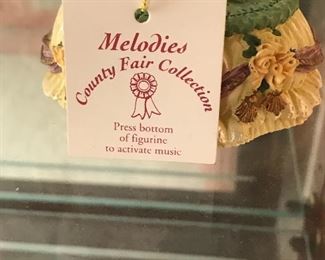 Melodies
County Fair Collection
Press bottom
of figurine
to activate music